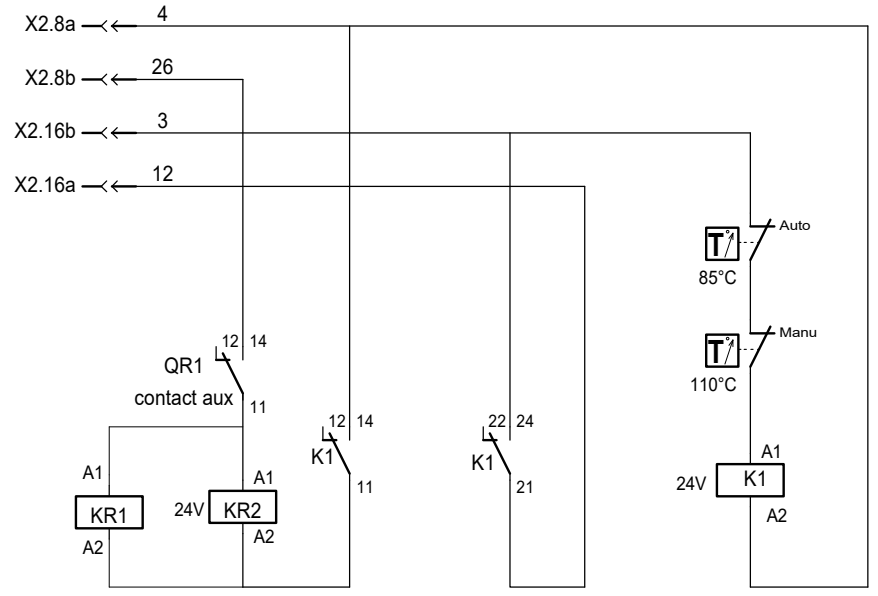 X2.8a 4
X2.8b 26
X2.16b 3
X2.16a 12
Auto
T°
85°C
Manu
T°
110°C
12 14
QR1
contact aux
11
12 14
K1
11
22 24
K1
21
A1
KR1
A2
A1
24V KR2
A2
A1
24V K1
A2